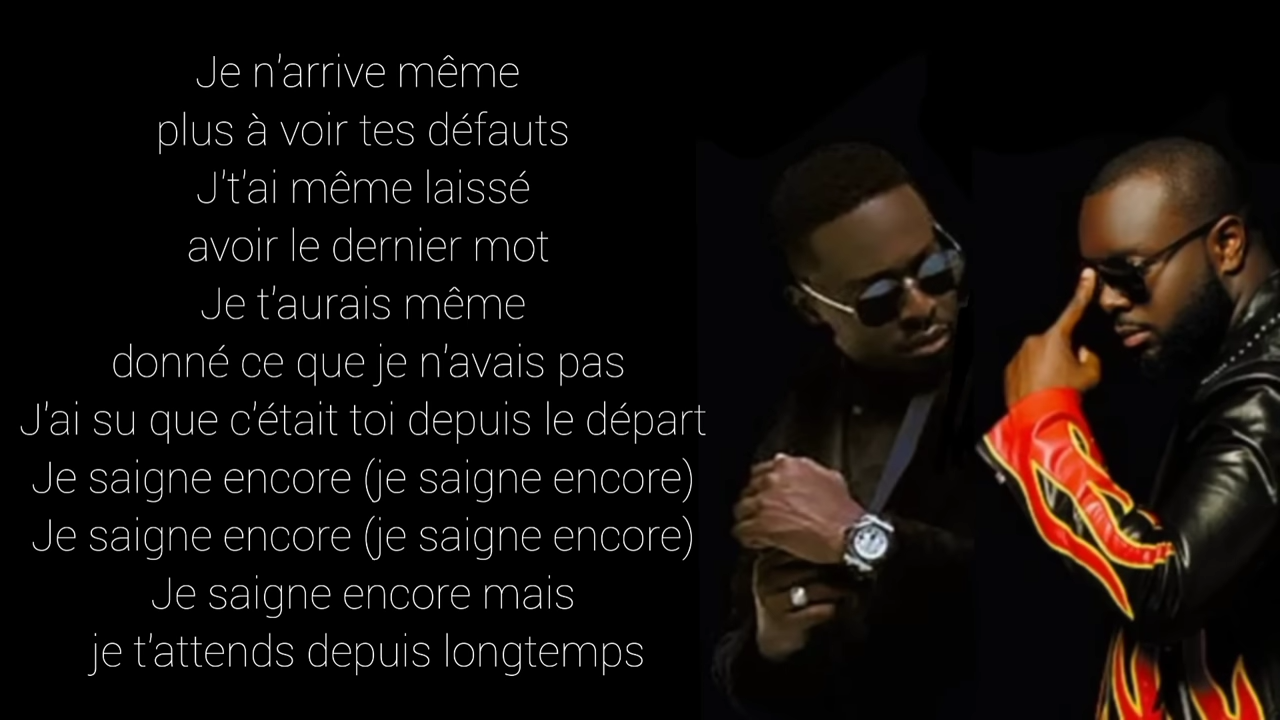 Je n'arrive même
plus à voir tes défauts
J't'ai même laissé
avoir le dernier mot
Je t'aurais même
donné ce que je n'avais pas
J'ai su que c'était toi depuis le départ
Je saigne encore (je saigne encore)
Je saigne encore (je saigne encore)
Je saigne encore mais
je t'attends depuis longtemps